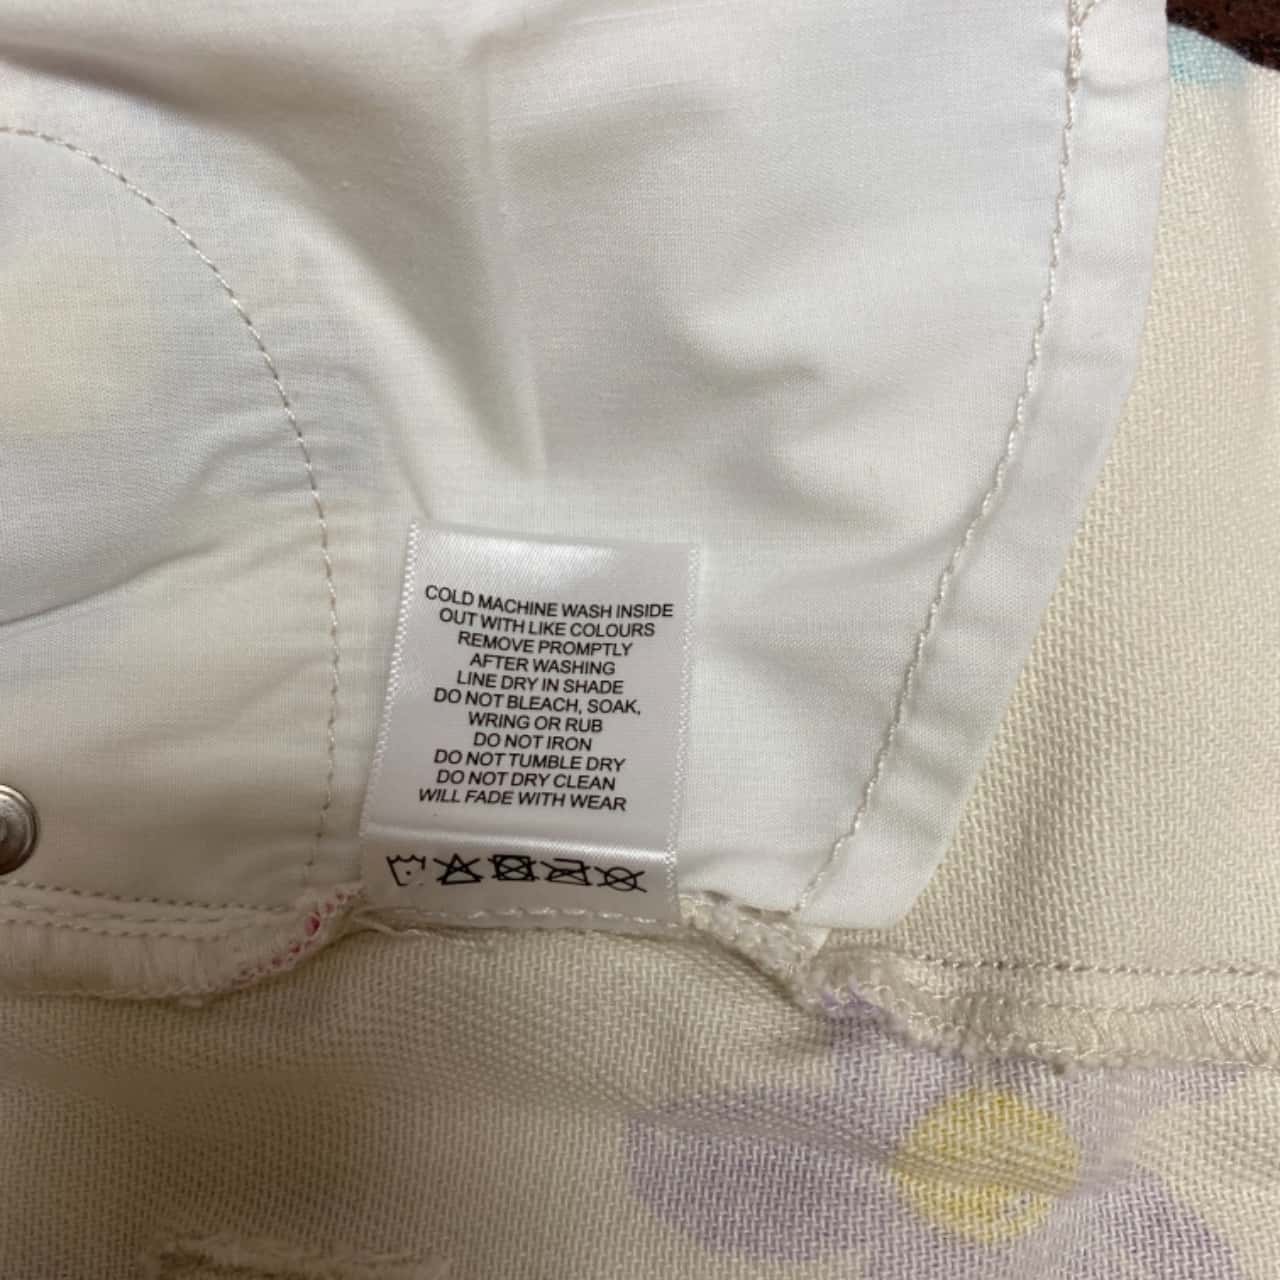 COLD MACHINE WASH INSIDE
OUT WITH LIKE COLOURS
REMOVE PROMPTLY
AFTER WASHING
LINE DRY IN SHADE
DO NOT BLEACH, SOAK,
WRING OR RUB
DO NOT IRON
DO NOT TUMBLE DRY
DO NOT DRY CLEAN
WILL FADE WITH WEAR